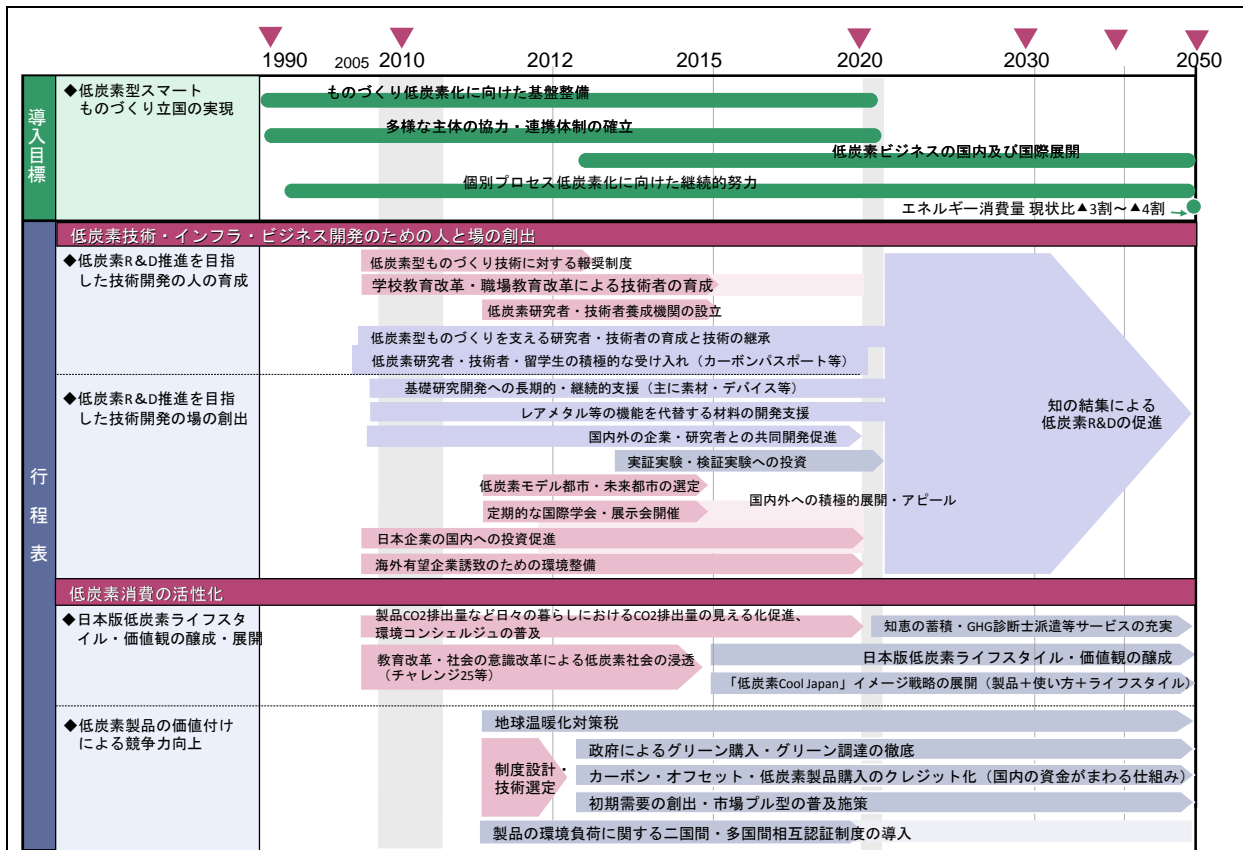 1990 2005 2010 2012 2015 2020 2030 2050
導入目標
◆低炭素型スマート
ものづくり立国の実現
ものづくり低炭素化に向けた基盤整備
多様な主体の協力・連携体制の確立
低炭素ビジネスの国内及び国際展開
個別プロセス低炭素化に向けた継続的努力
エネルギー消費量 現状比▲3割～▲4割
行程表
低炭素技術・インフラ・ビジネス開発のための人と場の創出
◆低炭素R&D推進を目指
した技術開発の人の育成
低炭素型ものづくり技術に対する報奨制度
学校教育改革・職場教育改革による技術者の育成
低炭素研究者・技術者養成機関の設立
低炭素型ものづくりを支える研究者・技術者の育成と技術の継承
低炭素研究者・技術者・留学生の積極的な受け入れ（カーボンパスポート等）
◆低炭素R&D推進を目指
した技術開発の場の創出
基礎研究開発への長期的・継続的支援（主に素材・デバイス等）
レアメタル等の機能を代替する材料の開発支援
国内外の企業・研究者との共同開発促進
実証実験・検証実験への投資
低炭素モデル都市・未来都市の選定
国内外への積極的展開・アピール
定期的な国際学会・展示会開催
日本企業の国内への投資促進
海外有望企業誘致のための環境整備
知の結集による
低炭素R&Dの促進
低炭素消費の活性化
◆日本版低炭素ライフスタ
イル・価値観の醸成・展開
製品CO2排出量など日々の暮らしにおけるCO2排出量の見える化促進、
環境コンシェルジュの普及
知恵の蓄積・GHG診断士派遣等サービスの充実
教育改革・社会の意識改革による低炭素社会の浸透
（チャレンジ25等）
日本版低炭素ライフスタイル・価値観の醸成
「低炭素Cool Japan」イメージ戦略の展開（製品＋使い方＋ライフスタイル）
◆低炭素製品の価値付け
による競争力向上
地球温暖化対策税
制度設計・
技術選定
政府によるグリーン購入・グリーン調達の徹底
カーボン・オフセット・低炭素製品購入のクレジット化（国内の資金がまわる仕組み）
初期需要の創出・市場プル型の普及施策
製品の環境負荷に関する二国間・多国間相互認証制度の導入